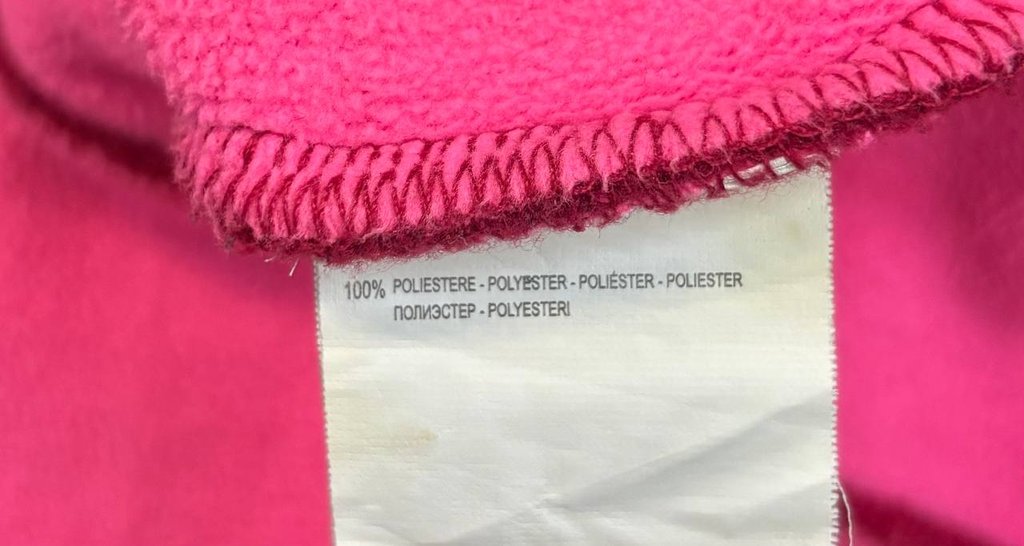 100% POLIESTERE - POLYESTER - POLIÉSTER - POLIESTER
ПОЛИЭСТЕР - POLYESTERI